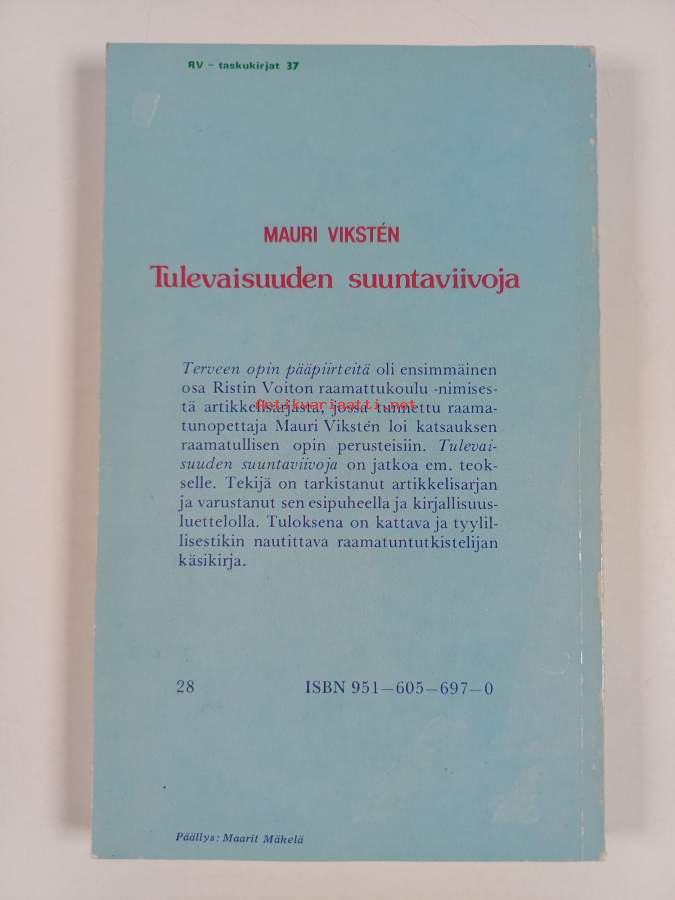 RV – taskukirjat 37
MAURI VIKSTÉN
Tulevaisuuden suuntaviivoja
Terveen opin pääpiirteitä oli ensimmäinen
osa Ristin Voiton raamattukoulu -nimises-
tä artikkelisarjasta, jossa tunnettu raama-
Antikvariaatti.net
tunopettaja Mauri Vikstén loi katsauksen
raamatullisen opin perusteisiin. Tulevai-
suuden suuntaviivoja on jatkoa em. teok-
selle. Tekijä on tarkistanut artikkelisarjan
ja varustanut sen esipuheella ja kirjallisuus-
luettelolla. Tuloksena on kattava ja tyylil-
lisestikin nautittava raamatuntutkistelijan
käsikirja.
28 ISBN 951–605–697–0
Päällys: Maarit Mäkelä